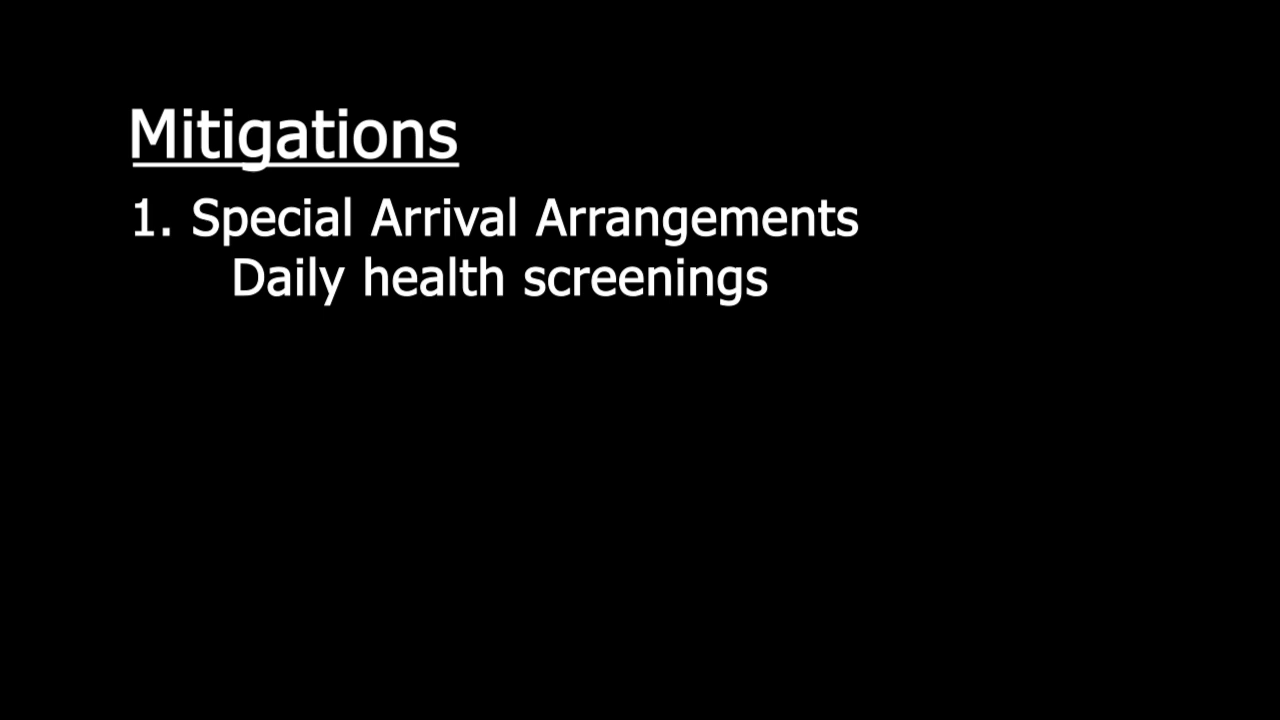 Mitigations
1. Special Arrival Arrangements
Daily health screenings